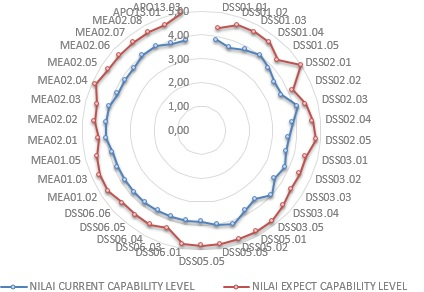 APO13.03
5,00
DSS01.01
APO13.01
DSS01.02
MEA02.08
DSS01.03
MEA02.07
4,00
DSS01.04
MEA02.06
DSS01.05
MEA02.05
3,00
DSS02.01
MEA02.04
2,00
DSS02.02
MEA02.03
1,00
DSS02.03
MEA02.02
0,00
DSS02.04
MEA02.01
DSS02.05
MEA01.05
DSS03.02
MEA01.03
DSS03.03
MEA01.02
DSS03.04
DSS06.06
DSS03.05
DSS06.05
DSS05.01
DSS06.04
DSS05.02
DSS06.03
DSS05.03
DSS06.01
DSS05.05
NILAI CURRENT CAPABILITY LEVEL
NILAI EXPECT CAPABILITY LEVEL